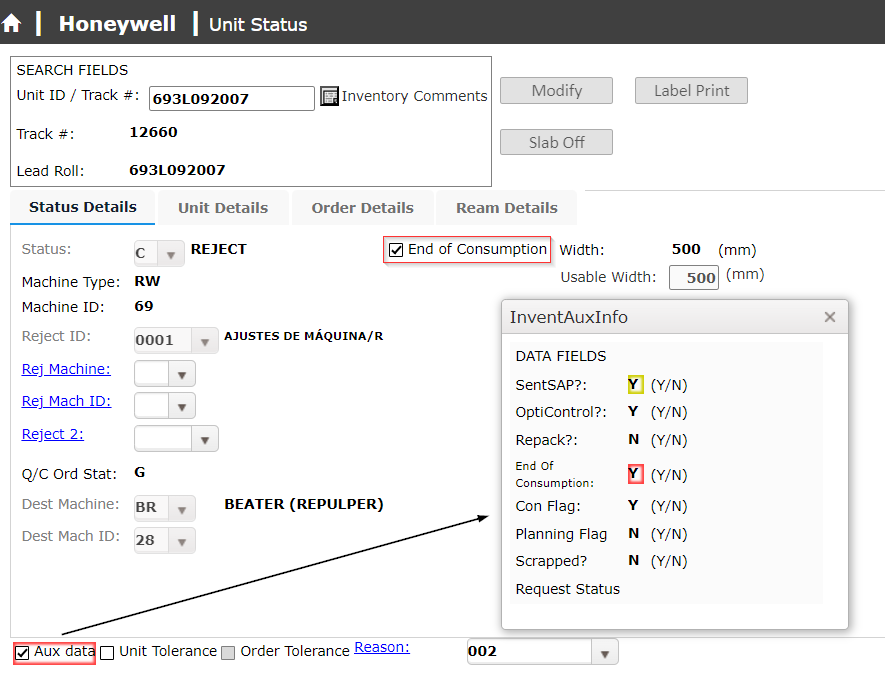 Honeywell Unit Status
SEARCH FIELDS
Unit ID / Track #: 693L092007 Inventory Comments
Modify Label Print
Track #: 12660
Slab Off
Lead Roll: 693L092007
Status Details Unit Details Order Details Ream Details
Status: C REJECT End of Consumption Width: 500 (mm)
Usable Width: 500 (mm)
Machine Type: RW
Machine ID: 69
Reject ID: 0001 AJUSTES DE MÁQUINA/R
Rej Machine:
Rej Mach ID:
Reject 2:
Q/C Ord Stat: G
Dest Machine: BR BEATER (REPULPER)
Dest Mach ID: 28
InventAuxInfo
DATA FIELDS
SentSAP?: Y (Y/N)
OptiControl?: Y (Y/N)
Repack?: N (Y/N)
End Of
Consumption: Y (Y/N)
Con Flag: Y (Y/N)
Planning Flag N (Y/N)
Scrapped? N (Y/N)
Request Status
Aux data Unit Tolerance Order Tolerance Reason: 002